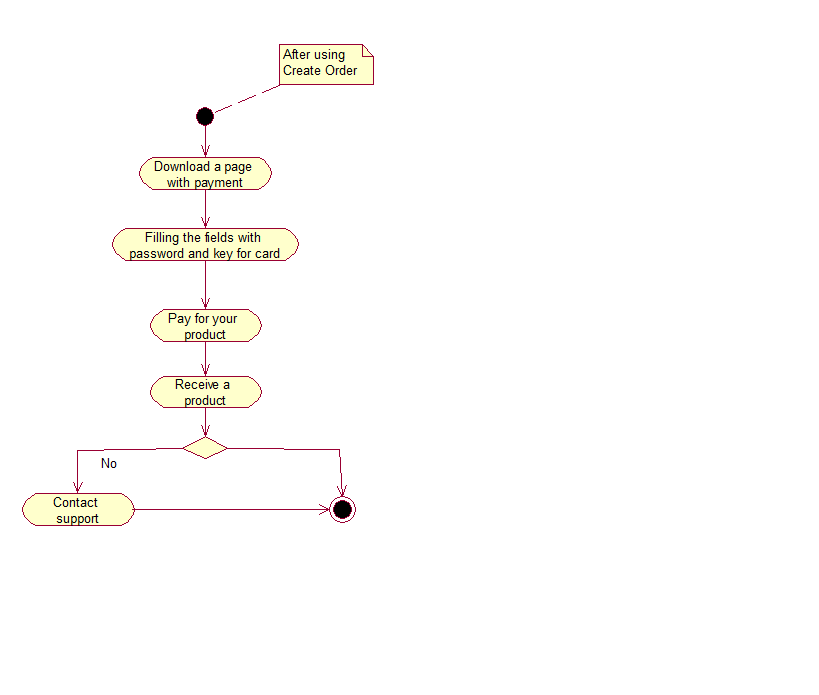 After using
Create Order
Download a page
with payment
Filling the fields with
password and key for card
Pay for your
product
Receive a
product
No
Contact
support